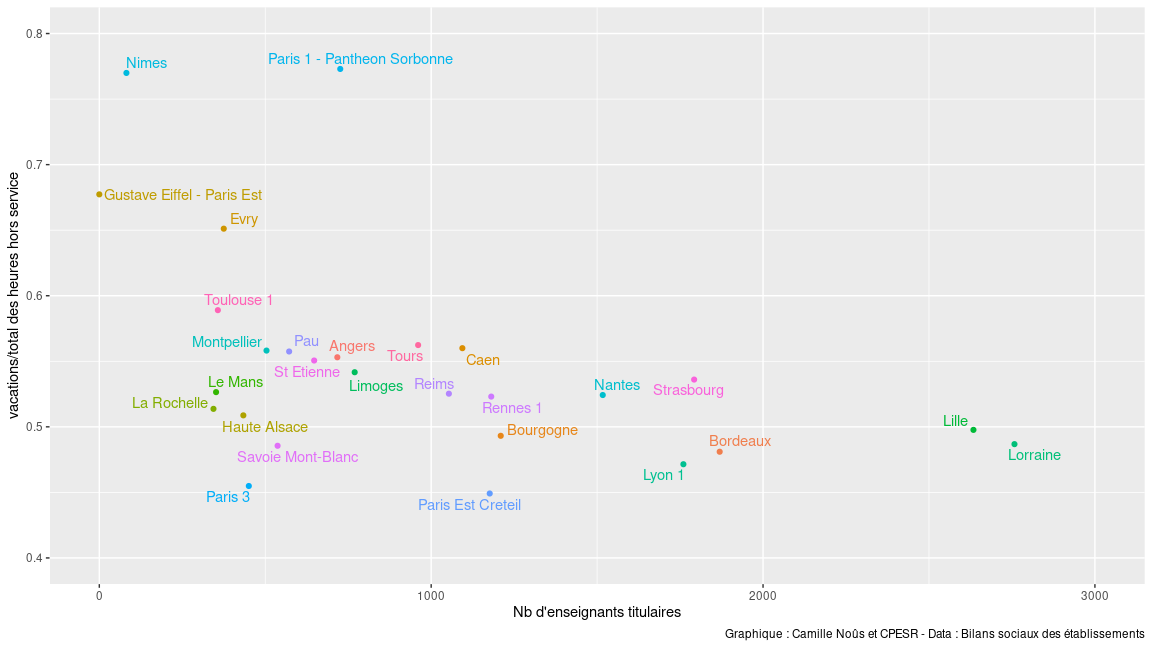 0.8
Nimes
Paris 1 - Pantheon Sorbonne
0.7
Gustave Eiffel - Paris Est
Evry
vacations/total des heures hors service
0.6
Toulouse 1
Montpellier
Pau
Angers
Tours
Caen
St Etienne
Le Mans
Limoges
Reims
Nantes
Strasbourg
La Rochelle
Rennes 1
0.5
Haute Alsace
Bourgogne
Lille
Bordeaux
Lorraine
Savoie Mont-Blanc
Lyon 1
Paris 3
Paris Est Creteil
0.4
0
1000
2000
3000
Nb d'enseignants titulaires
Graphique : Camille Noûs et CPESR - Data : Bilans sociaux des établissements